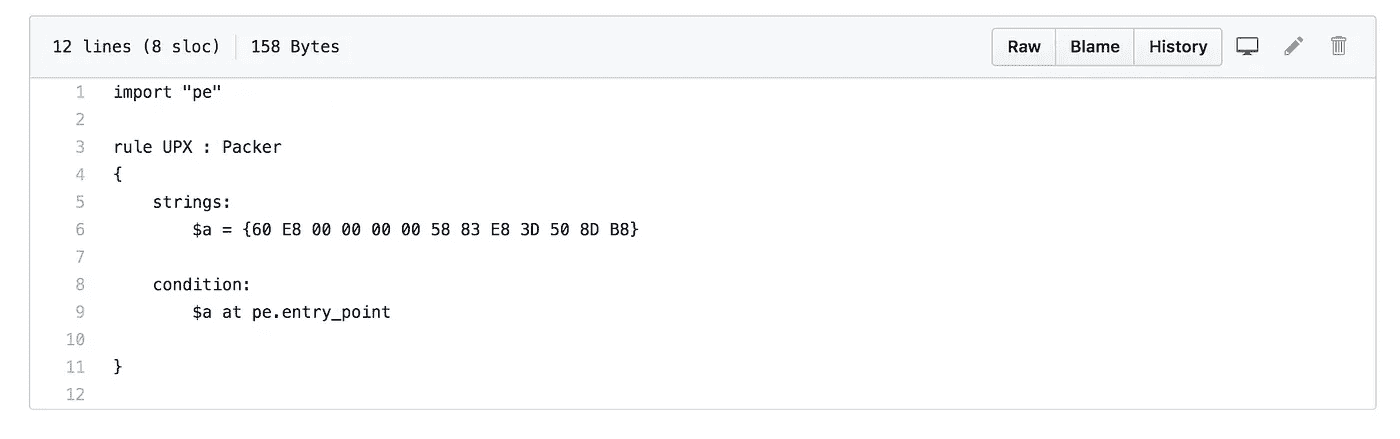 12 lines (8 sloc) 158 Bytes Raw Blame History
1 import "pe"
2
3 rule UPX : Packer
4 {
5 strings:
6 $a = {60 E8 00 00 00 00 58 83 E8 3D 50 8D B8}
7
8 condition:
9 $a at pe.entry_point
10
11 }
12